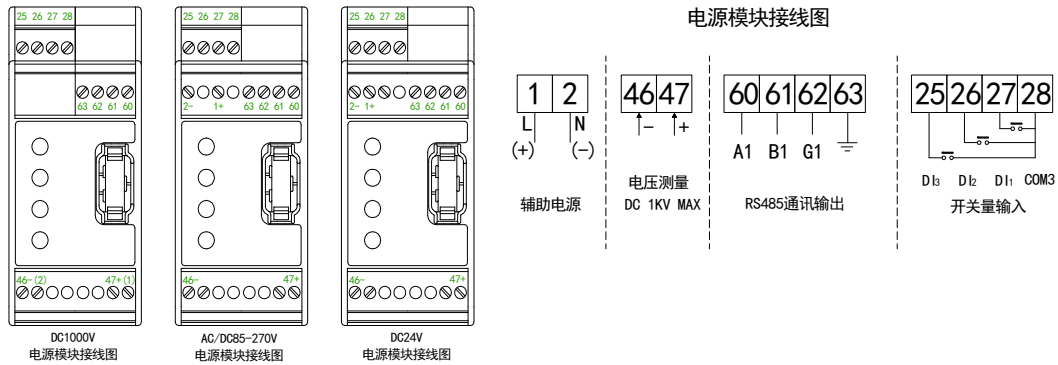 25 26 27 28
63 62 61 60
46-(2) 47+(1)
DC1000V
电源模块接线图
25 26 27 28
2- 1+ 63 62 61 60
46- 47+
AC/DC85-270V
电源模块接线图
25 26 27 28
2- 1+ 63 62 61 60
46- 47+
DC24V
电源模块接线图
电源模块接线图
1 2
L N
(+) (-)
辅助电源
46 47
- +
电压测量
DC 1KV MAX
60 61 62 63
A1 B1 G1
RS485通讯输出
25 26 27 28
DI3 DI2 DI1 COM3
开关量输入